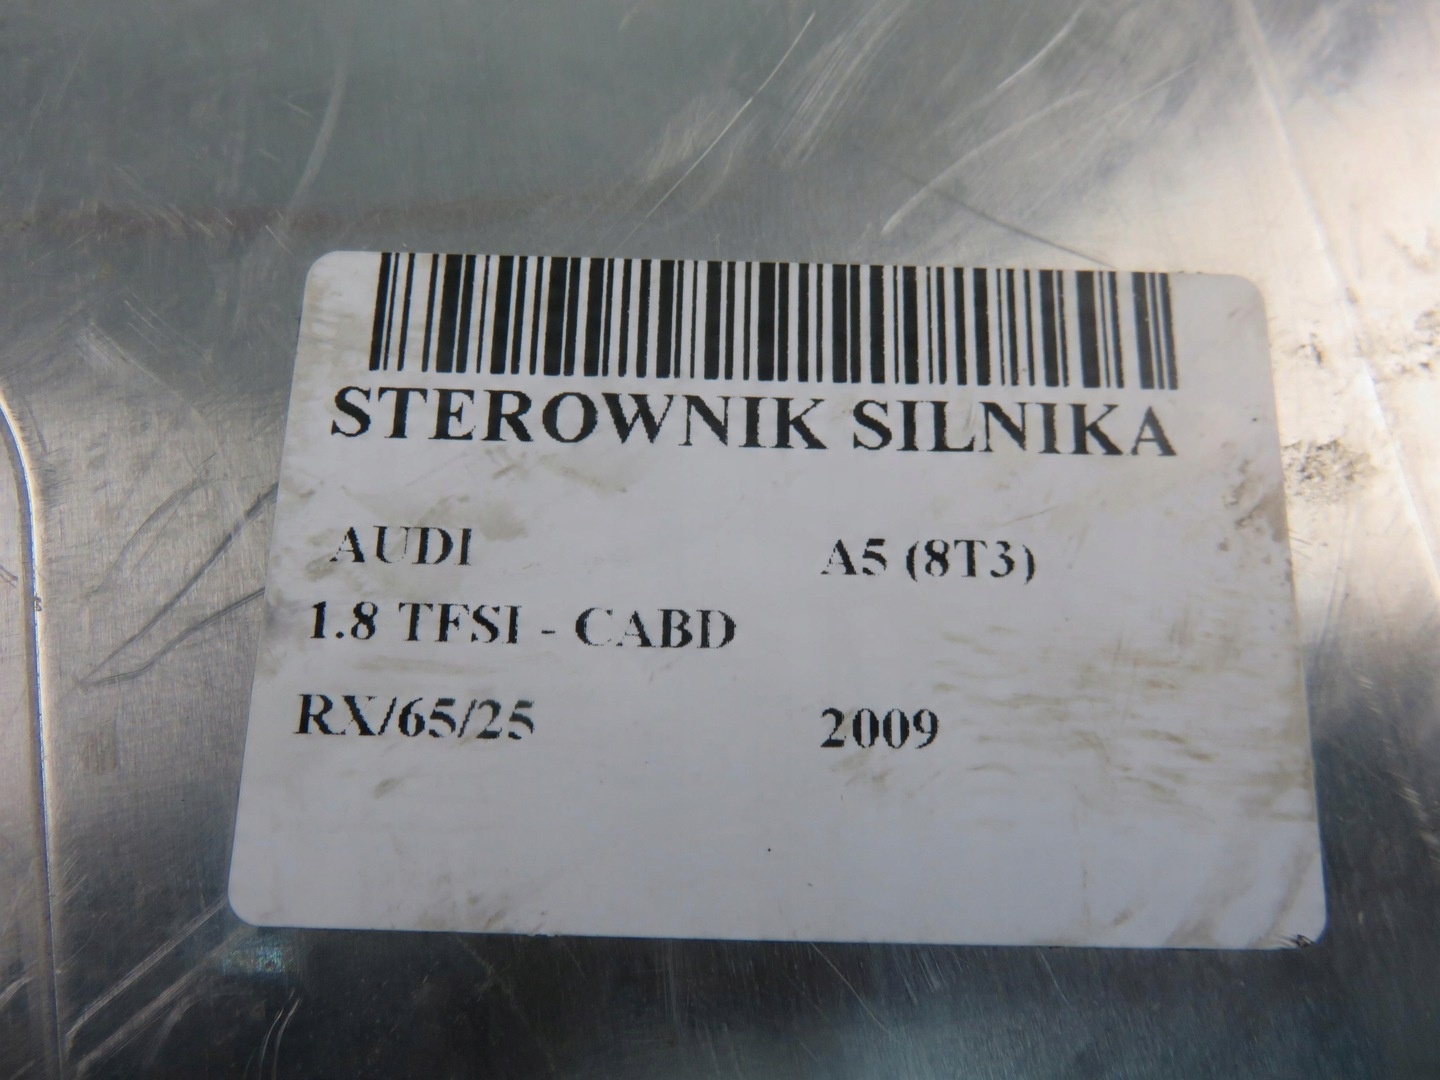 STEROWNIK SILNIKA
AUDI A5 (8T3)
1.8 TFSI - CABD
RX/65/25 2009